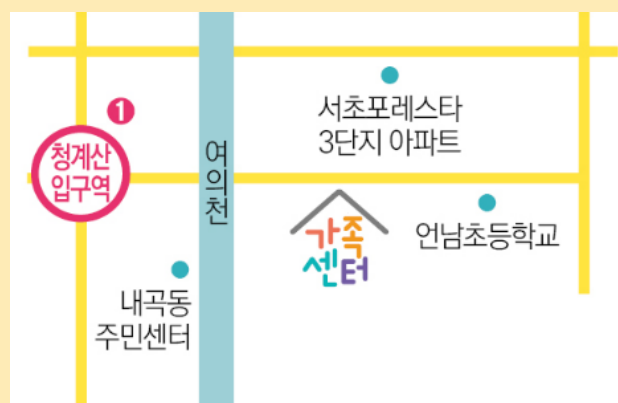 1
청계산
입구역
여의천
서초포레스타
3단지 아파트
가족
센터
언남초등학교
내곡동
주민센터